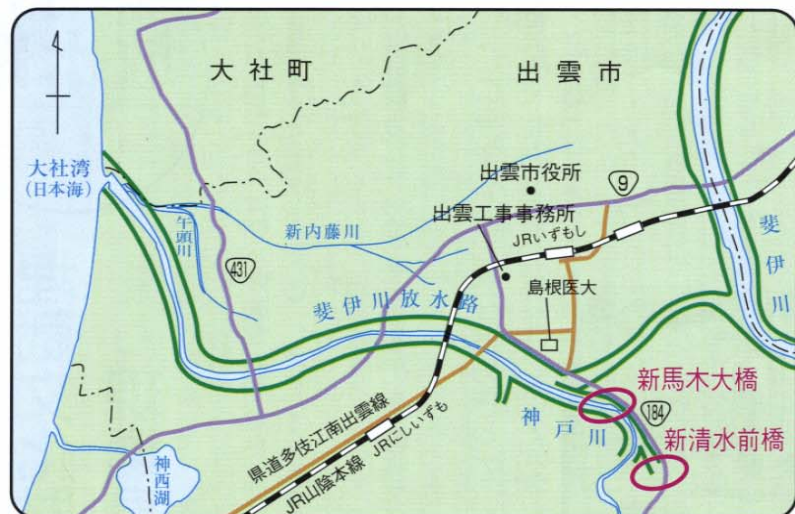 大社町
出雲市
大社湾
(日本海)
出雲市役所
9
出雲工事事務所
JRいずもし
新内藤川
午頭川
431
斐伊川放水路
島根医大
斐伊川
新馬木大橋
184
神戸川
新清水前橋
県道多伎江南出雲線
JR山陰本線
JRにしいずも
神西湖